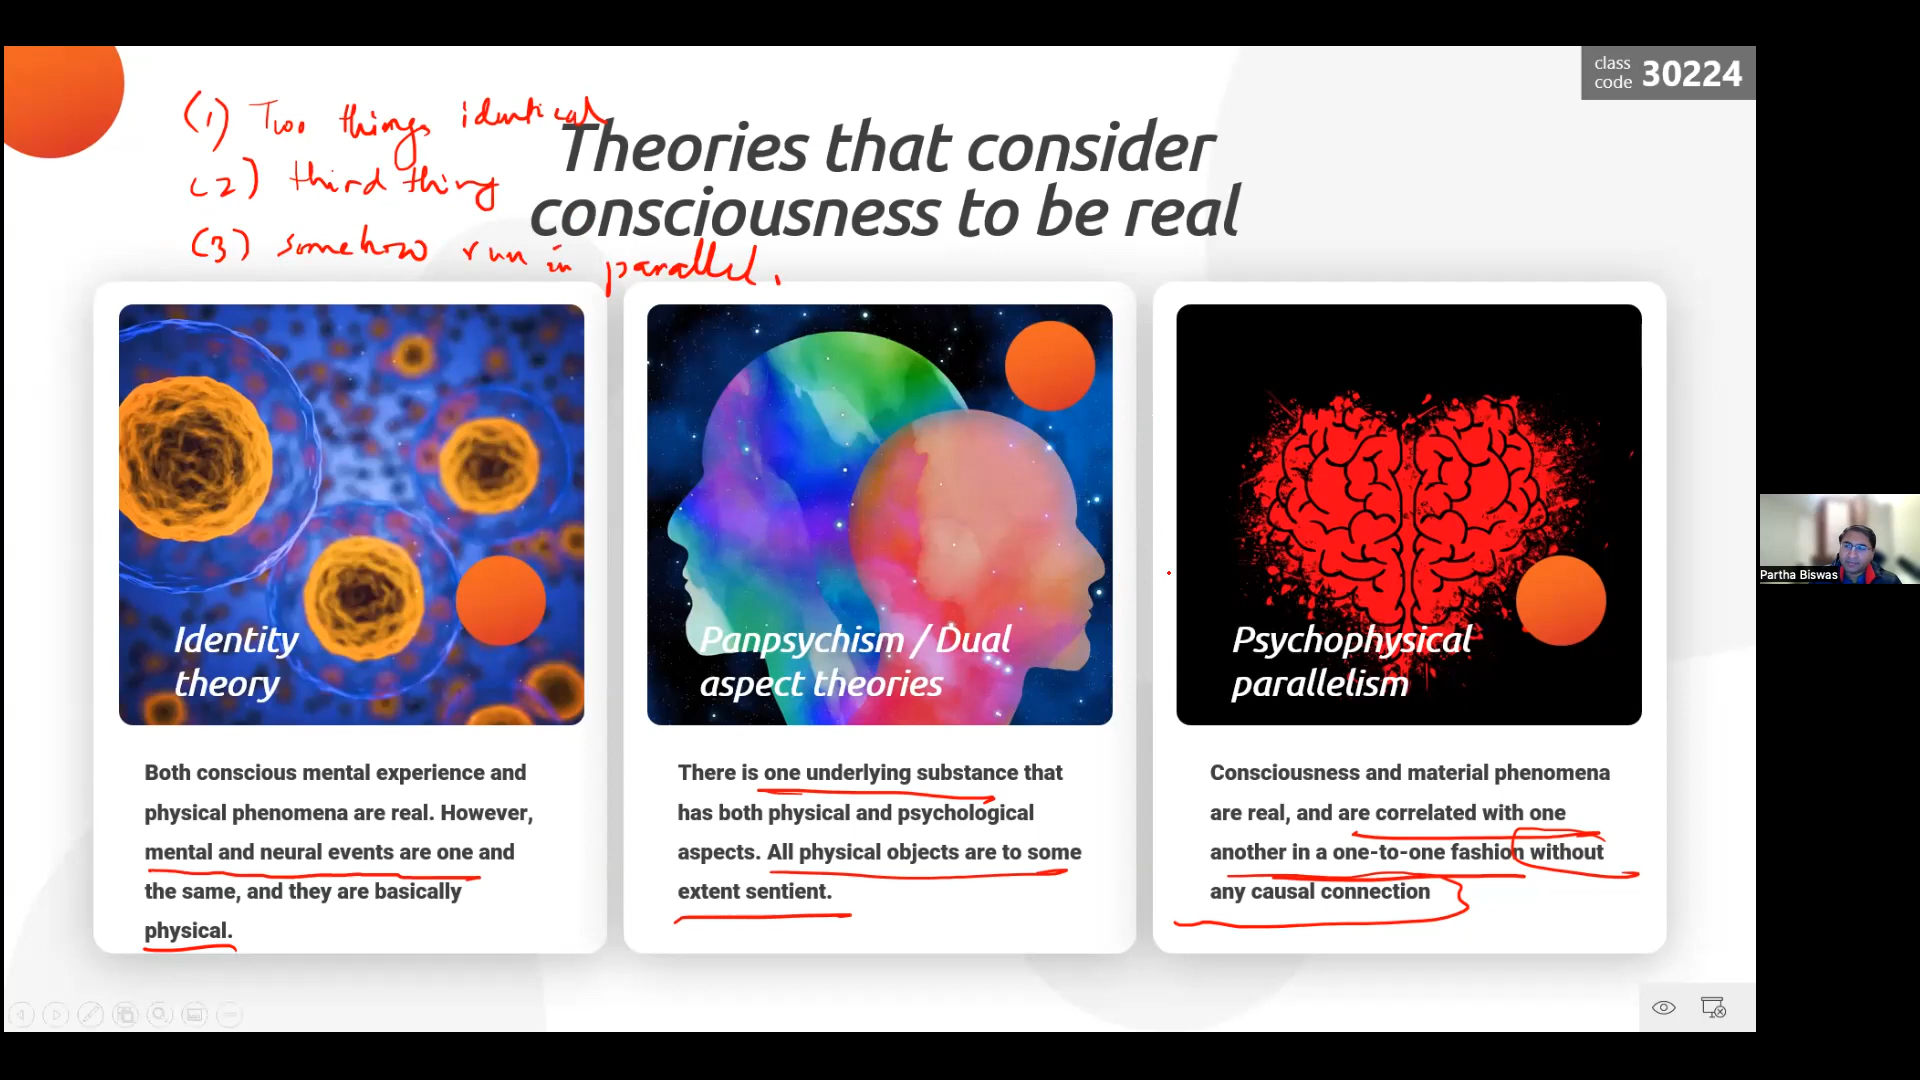 class
code 30224
(1) Two things identical
(2) third thing
(3) somehow run in parallel.
Theories that consider
consciousness to be real
Identity
theory
Both conscious mental experience and
physical phenomena are real. However,
mental and neural events are one and
the same, and they are basically
physical.
Panpsychism / Dual
aspect theories
There is one underlying substance that
has both physical and psychological
aspects. All physical objects are to some
extent sentient.
Psychophysical
parallelism
Consciousness and material phenomena
are real, and are correlated with one
another in a one-to-one fashion without
any causal connection
Partha Biswas